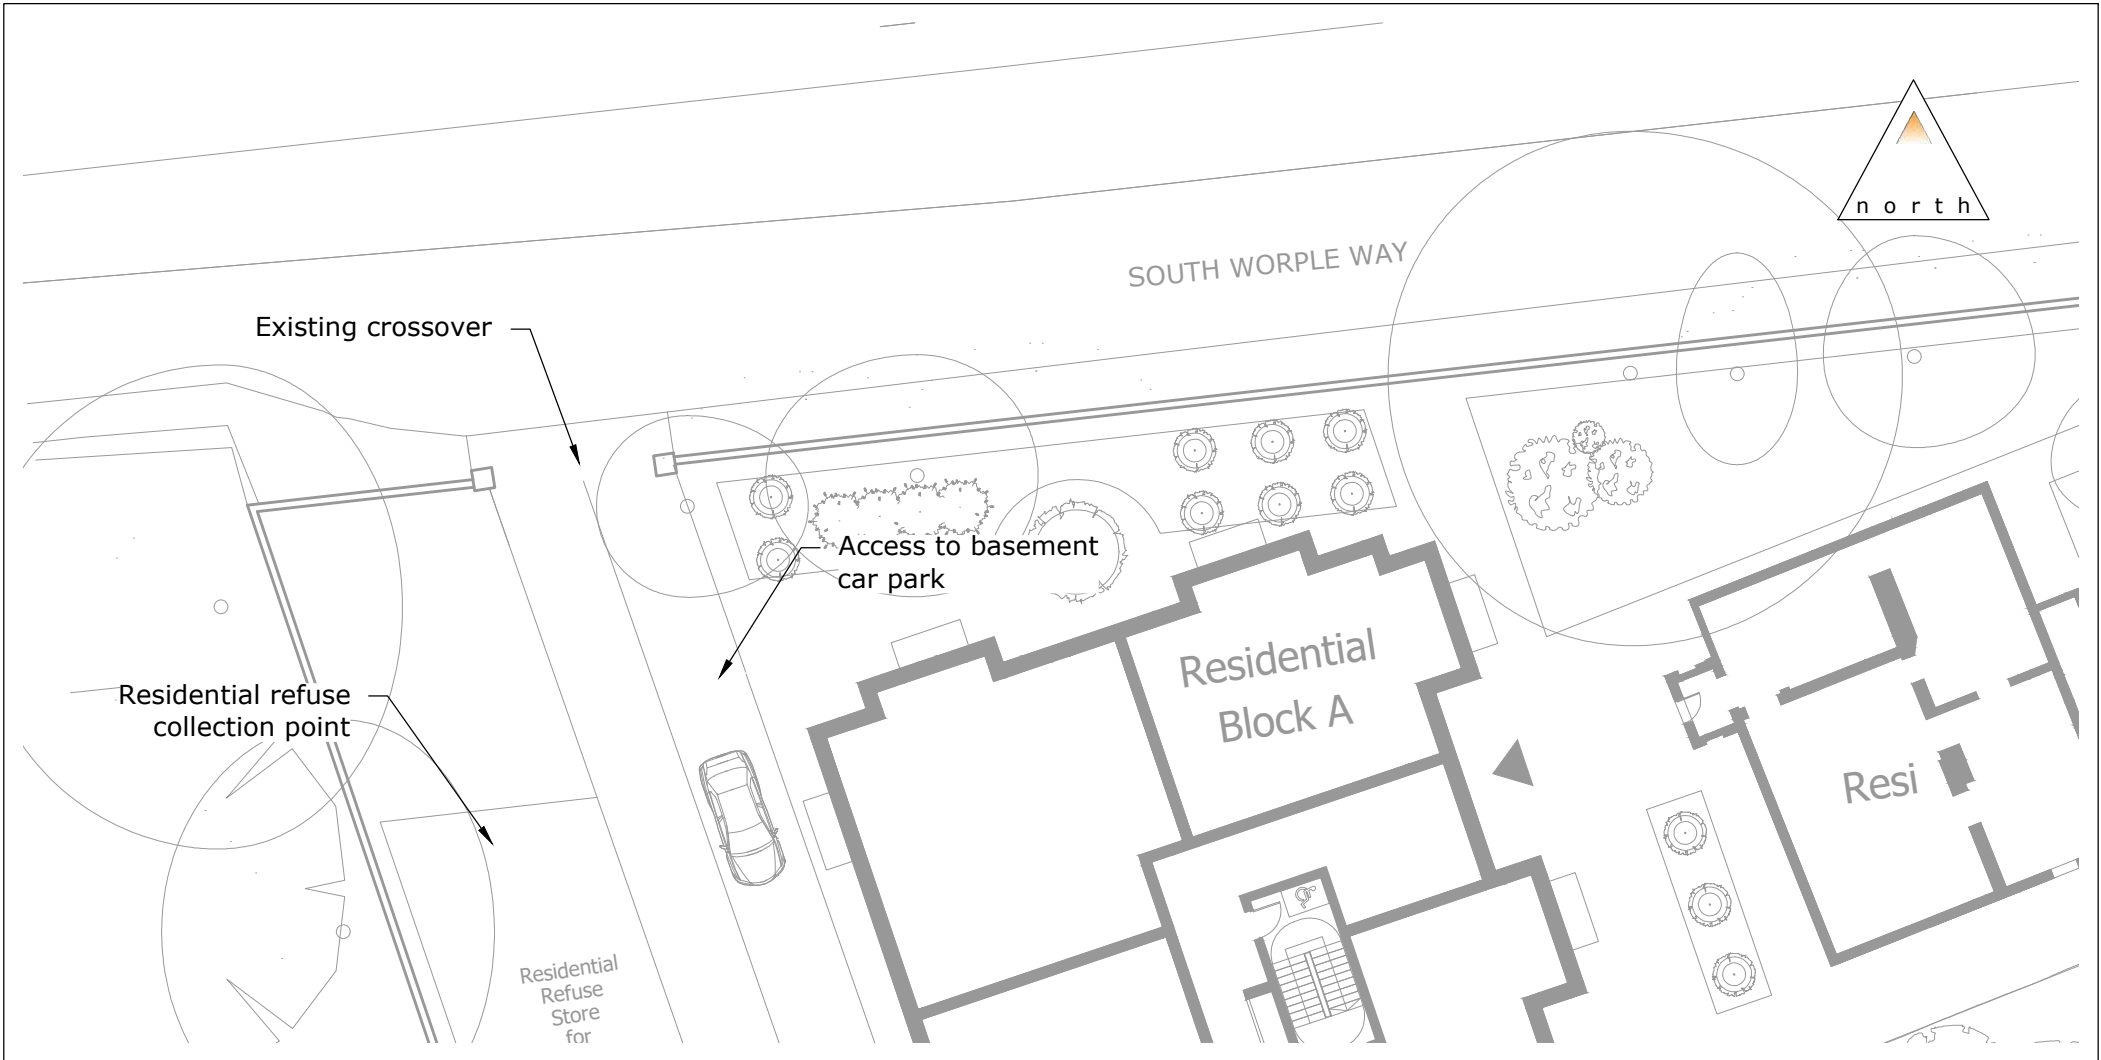 north
SOUTH WORPLE WAY
Existing crossover
Access to basement
car park
Residential
Block A
Residential refuse
collection point
Resi
Residential
Refuse
Store
for